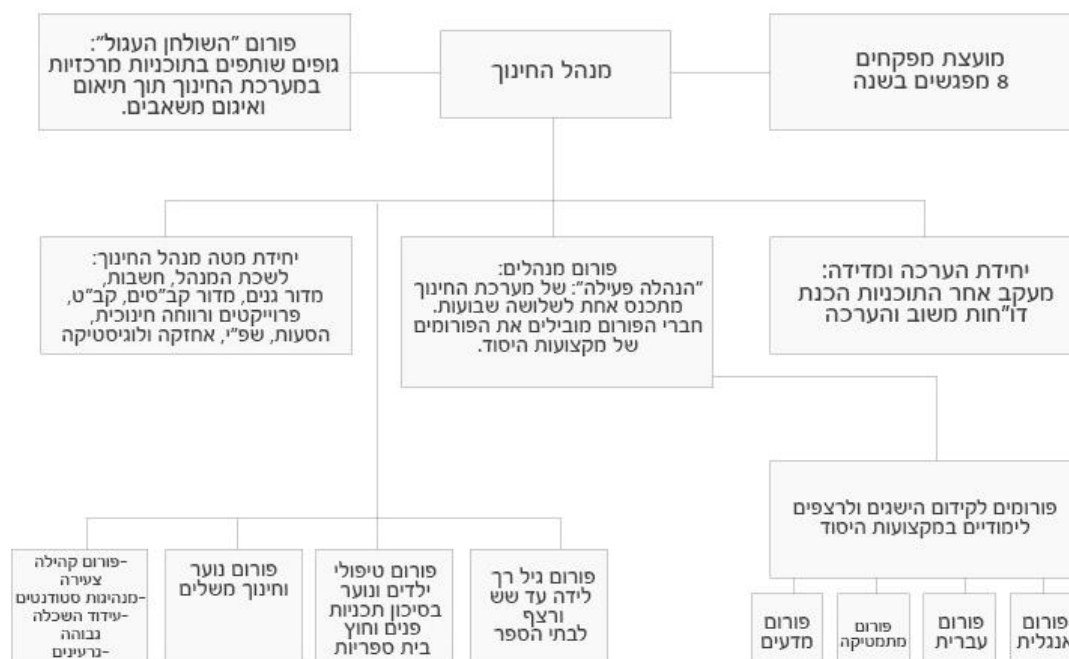 מועצת מפקחים
8 מפגשים בשנה
מנהל החינוך
פורום "השולחן העגול":
גופים שותפים בתוכניות מרכזיות
במערכת החינוך תוך תיאום
ואיגום משאבים.
יחידת הערכה ומדידה:
מעקב אחר התוכניות הכנת
דו"חות משוב והערכה
פורום מנהלים:
"הנהלה פעילה": של מערכת החינוך
מתכנס אחת לשלושה שבועות.
חברי הפורום מובילים את הפורומים
של מקצועות היסוד.
יחידת מטה מנהל החינוך:
לשכת המנהל, חשבות,
מדור גנים, מדור קב"סים, קב"ט,
פרוייקטים ורווחה חינוכית,
הסעות, שפ"י, אחזקה ולוגיסטיקה
פורומים לקידום הישגים ולרצפים
לימודיים במקצועות היסוד
פורום
אנגלית
פורום
עברית
פורום
מתמטיקה
פורום
מדעים
פורום גיל רך
לידה עד שש
ורצף
לבתי הספר
פורום טיפולי
ילדים ונוער
בסיכון תכניות
פנים וחוץ
בית ספריות
פורום נוער
וחינוך משלים
-פורום קהילה
צעירה
-מנהיגות סטודנטים
-עידוד השכלה
גבוהה
-גרעינים